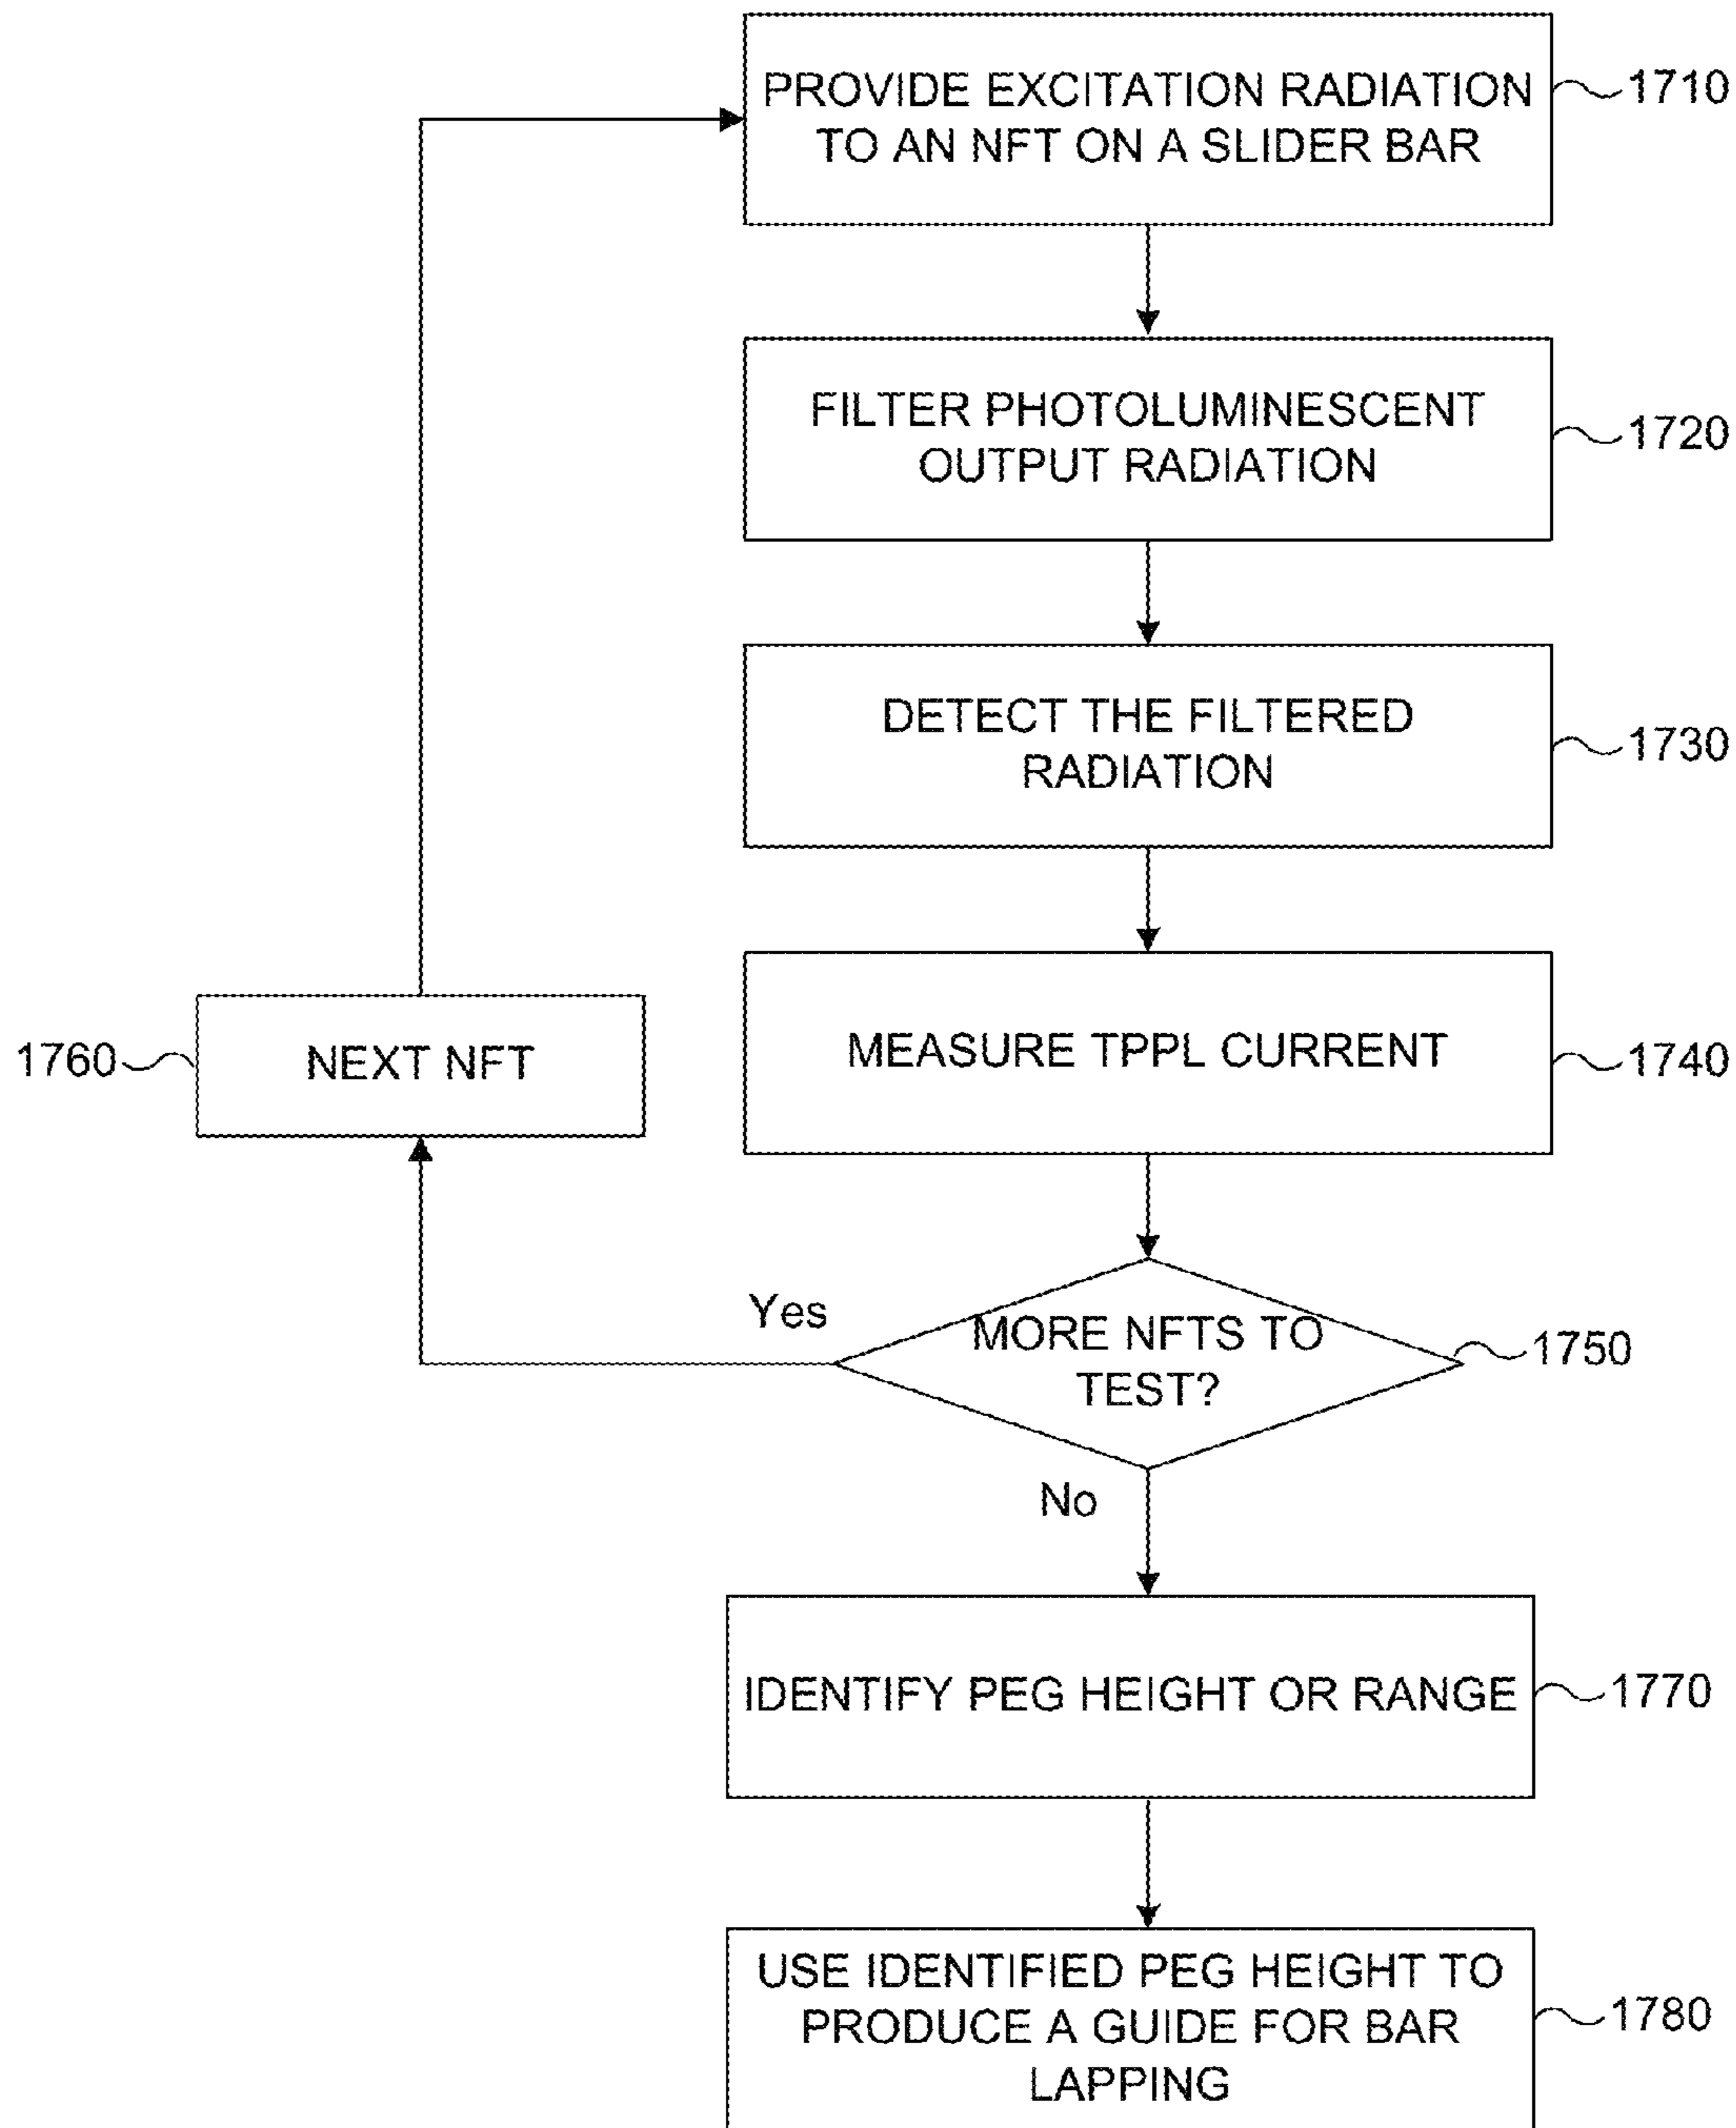 PROVIDE EXCITATION RADIATION
TO AN NFT ON A SLIDER BAR
1710
FILTER PHOTOLUMINESCENT
OUTPUT RADIATION
1720
DETECT THE FILTERED
RADIATION
1730
MEASURE TPPL CURRENT
1740
1760
NEXT NFT
Yes
MORE NFTS TO
TEST?
1750
No
IDENTIFY PEG HEIGHT OR RANGE
1770
USE IDENTIFIED PEG HEIGHT TO
PRODUCE A GUIDE FOR BAR
LAPPING
1780